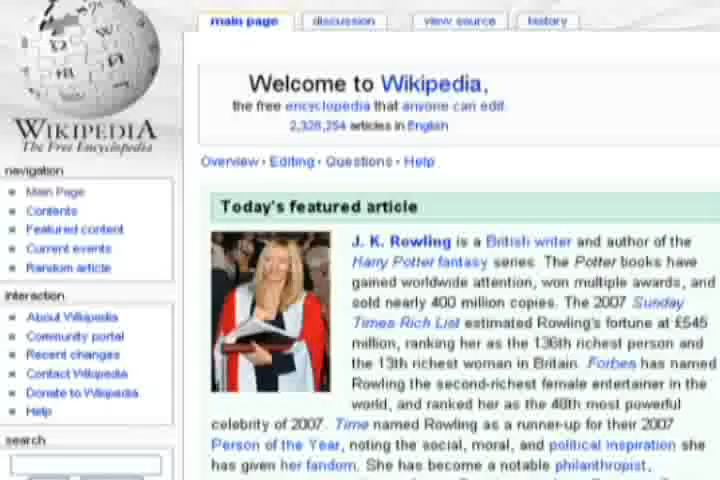 main page
discussion
view source
history
WIKIPEDIA
The Free Encyclopedia
navigation
Main Page
Contents
Featured content
Current events
Random article
interaction
About Wikipedia
Community portal
Recent changes
Contact Wikipedia
Donate to Wikipedia
Help
search
Welcome to Wikipedia,
the free encyclopedia that anyone can edit.
2,326,254 articles in English
Overview · Editing · Questions · Help
Today's featured article
J. K. Rowling is a British writer and author of the
Harry Potter fantasy series. The Potter books have
gained worldwide attention, won multiple awards, and
sold nearly 400 million copies. The 2007 Sunday
Times Rich List estimated Rowling's fortune at £545
million, ranking her as the 136th richest person and
the 13th richest woman in Britain. Forbes has named
Rowling the second-richest female entertainer in the
world, and ranked her as the 48th most powerful
celebrity of 2007. Time named Rowling as a runner-up for their 2007
Person of the Year, noting the social, moral, and political inspiration she
has given her fandom. She has become a notable philanthropist,